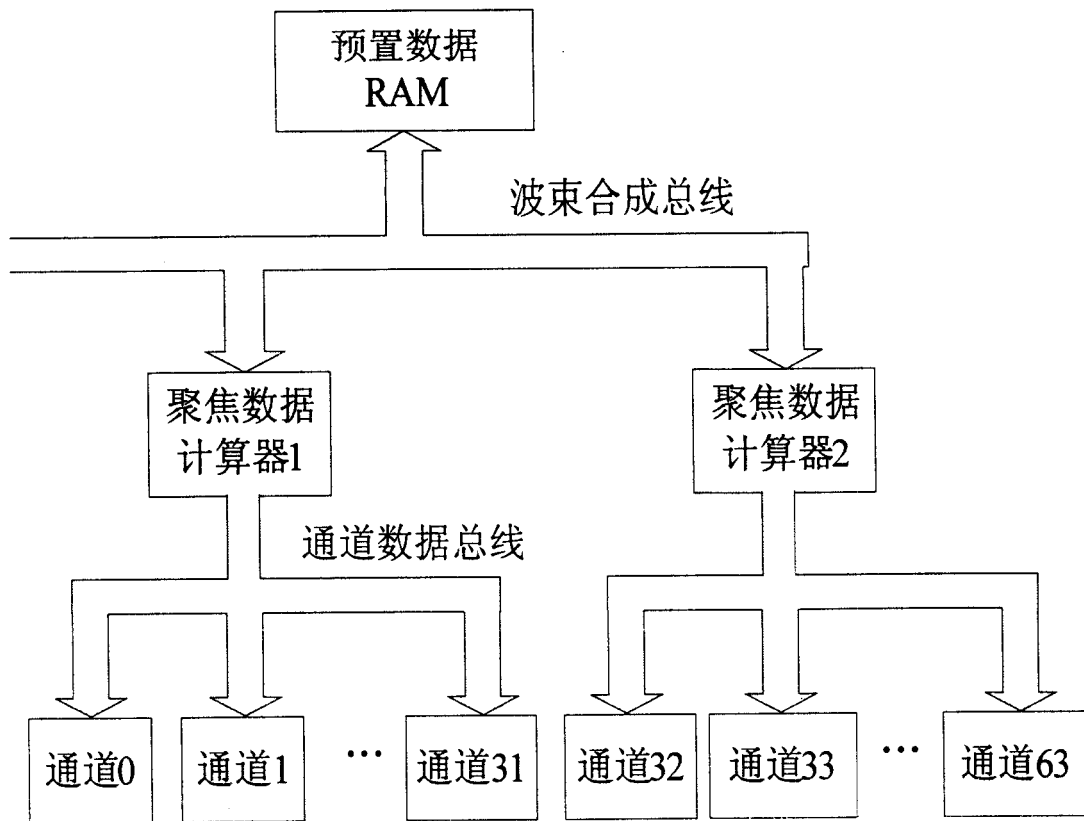 预置数据
RAM
波束合成总线
聚焦数据
计算器1
聚焦数据
计算器2
通道数据总线
通道0
通道1
...
通道31
通道32
通道33
...
通道63